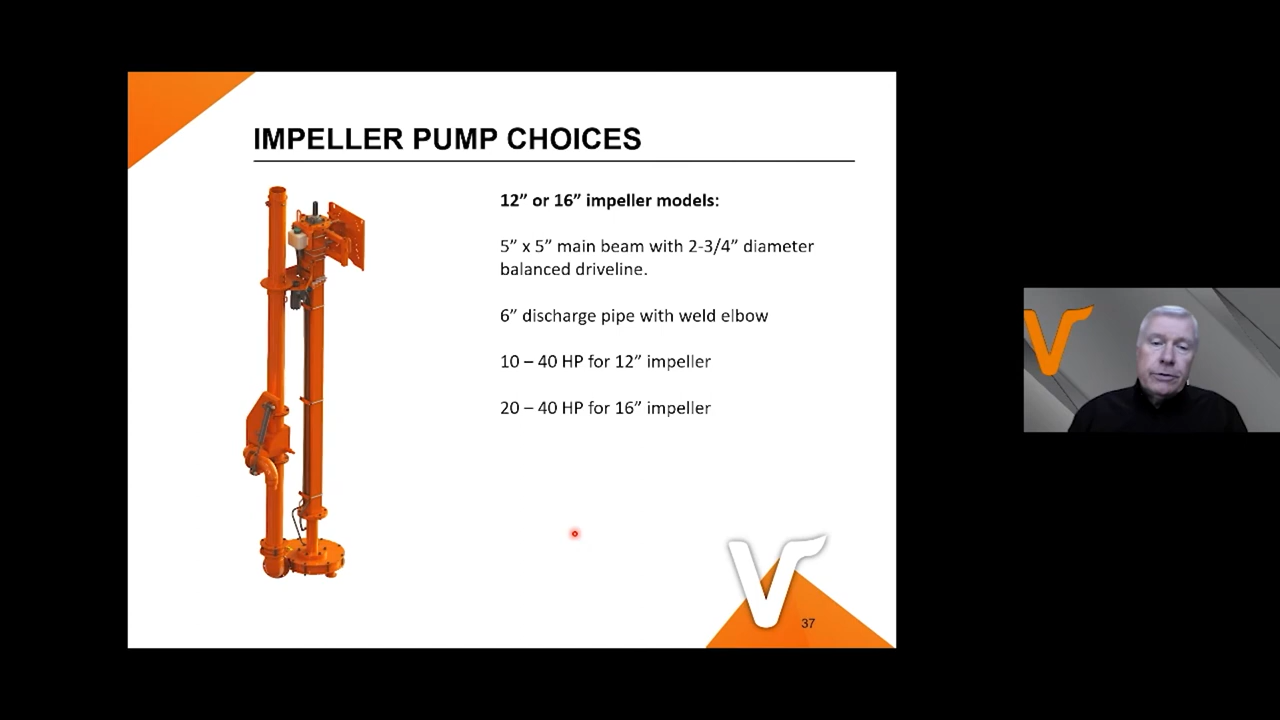 IMPELLER PUMP CHOICES
12” or 16” impeller models:
5” x 5” main beam with 2-3/4” diameter
balanced driveline.
6” discharge pipe with weld elbow
10 – 40 HP for 12” impeller
20 – 40 HP for 16” impeller
V
37
V